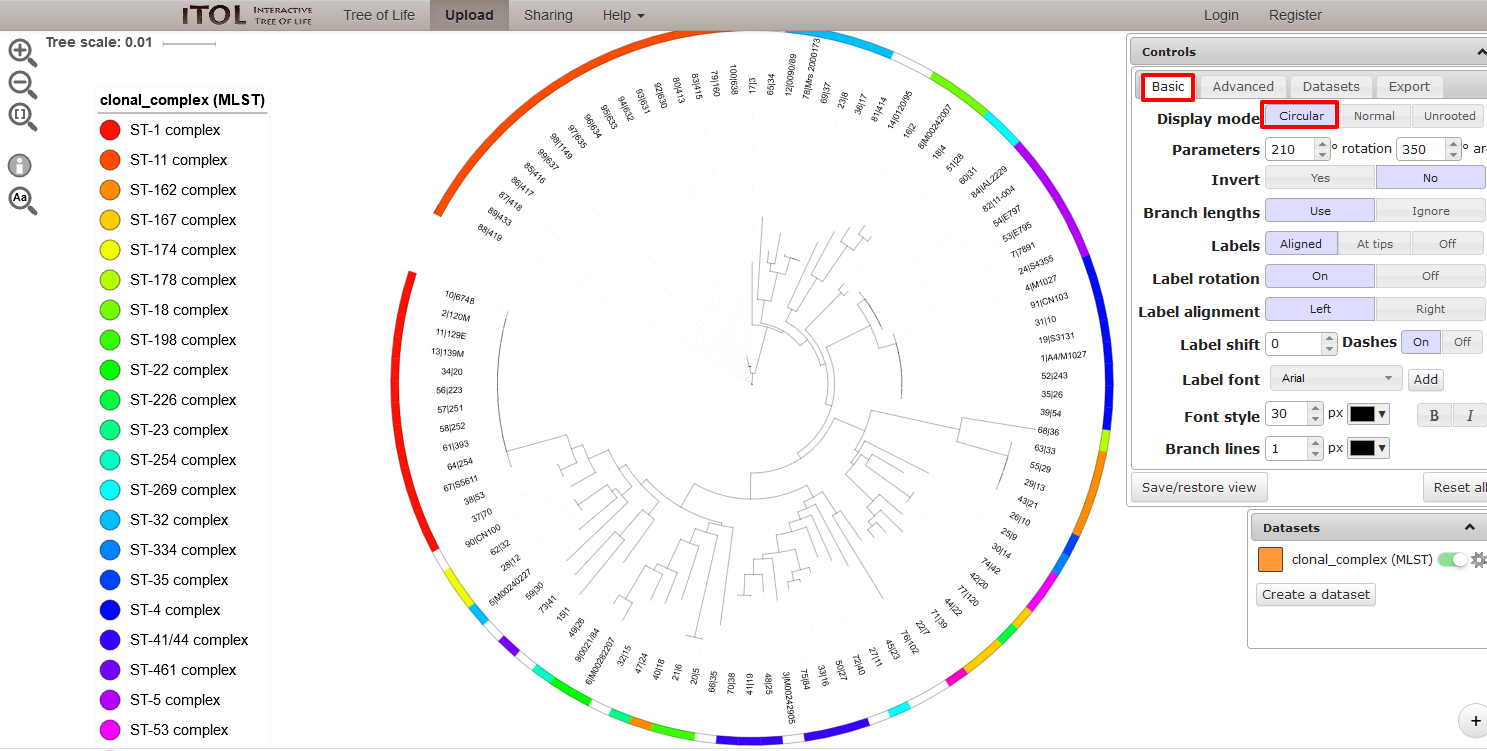 iTOL INTERACTIVE TREE OF LIFE Tree of Life Upload Sharing Help Login Register
Tree scale: 0.01
clonal_complex (MLST)
ST-1 complex
ST-11 complex
ST-162 complex
ST-167 complex
ST-174 complex
ST-178 complex
ST-18 complex
ST-198 complex
ST-22 complex
ST-226 complex
ST-23 complex
ST-254 complex
ST-269 complex
ST-32 complex
ST-334 complex
ST-35 complex
ST-4 complex
ST-41/44 complex
ST-461 complex
ST-5 complex
ST-53 complex
Aa
88|419
89|433
87|418
86|417
85|416
99|637
98|1149
97|635
96|634
95|633
94|632
93|631
92|630
80|413
83|415
79|160
100|638
17|3
65|34
12|0090/89
78|Mrs 2000173
69|37
23|8
36|17
81|414
14|0120/95
16|2
8|M00242007
18|4
51|28
60|31
84|IAL2229
82|11-004
54|E797
53|E795
7|7891
24|S4355
4|M1027
91|CN103
31|10
19|S3131
1|A4/M1027
52|243
35|26
39|54
68|36
63|33
55|29
29|13
43|21
26|10
25|9
30|14
74|42
42|20
77|120
44|22
71|39
22|7
76|102
45|23
27|11
72|40
50|27
33|16
75|84
3|M00242905
48|25
41|19
70|38
66|35
20|5
21|6
40|18
47|24
32|15
6|M00282207
9|0021/84
49|26
15|1
73|41
59|30
5|M00240227
28|12
62|32
90|CN100
37|70
38|53
67|S5611
64|254
61|393
58|252
57|251
56|223
34|20
13|139M
11|129E
2|120M
10|6748
Controls
Basic Advanced Datasets Export
Display mode Circular Normal Unrooted
Parameters 210 ° rotation 350 ° ar
Invert Yes No
Branch lengths Use Ignore
Labels Aligned At tips Off
Label rotation On Off
Label alignment Left Right
Label shift 0 Dashes On Off
Label font Arial Add
Font style 30 px B I
Branch lines 1 px
Save/restore view Reset all
Datasets
clonal_complex (MLST)
Create a dataset
+